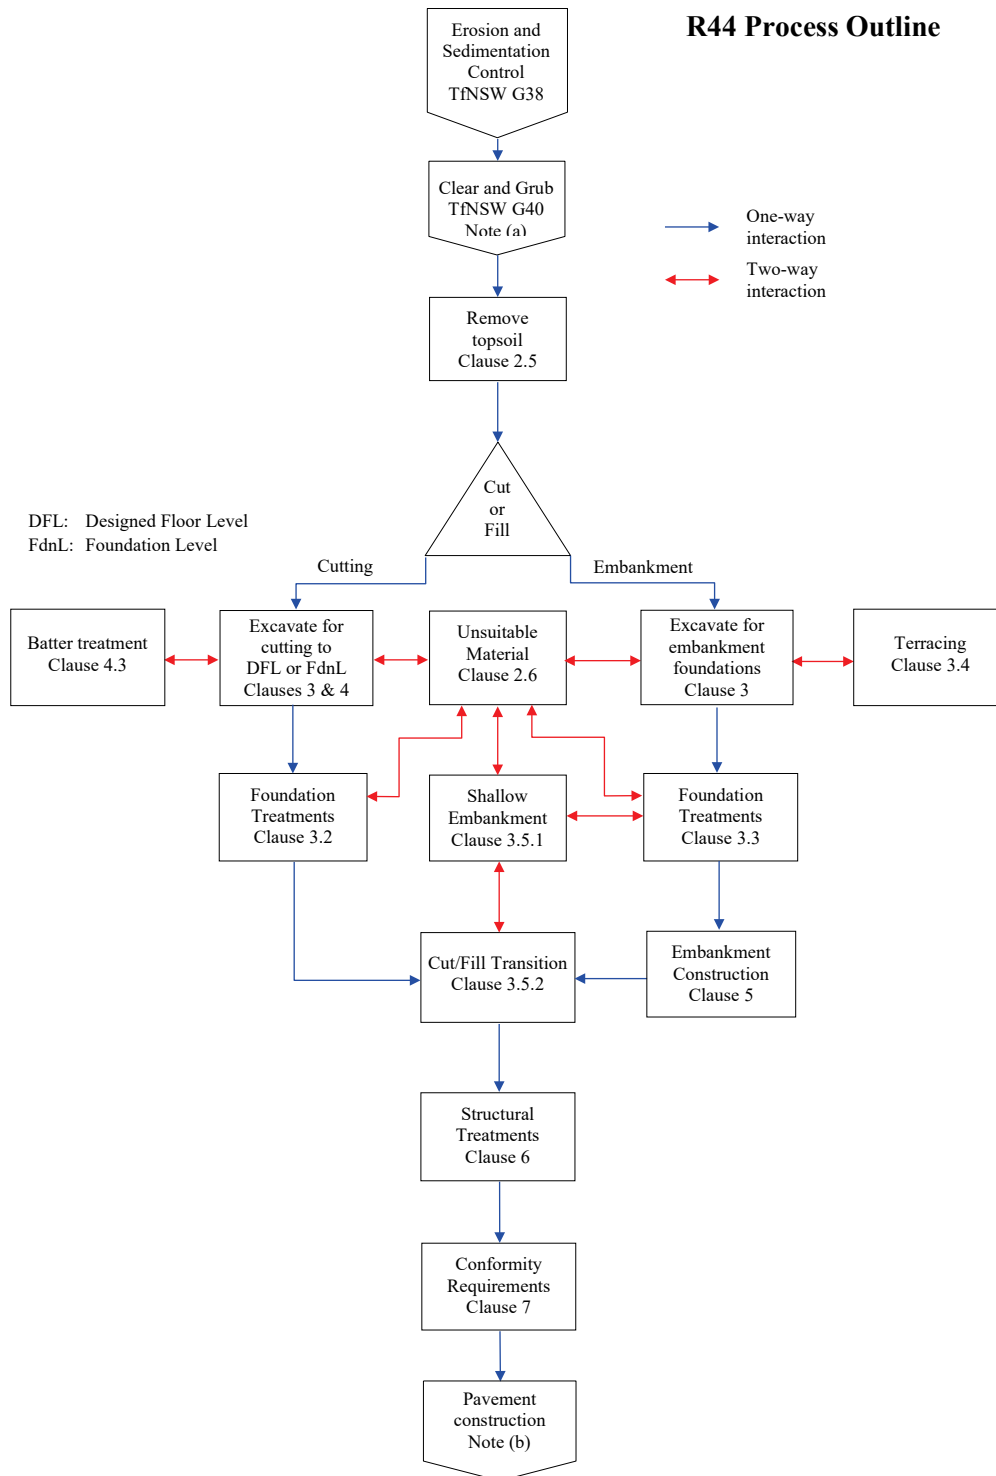 R44 Process Outline
Erosion and
Sedimentation
Control
TfNSW G38
Clear and Grub
TfNSW G40
Note (a)
One-way
interaction
Two-way
interaction
Remove
topsoil
Clause 2.5
Cut
or
Fill
DFL: Designed Floor Level
FdnL: Foundation Level
Cutting
Embankment
Batter treatment
Clause 4.3
Excavate for
cutting to
DFL or FdnL
Clauses 3 & 4
Unsuitable
Material
Clause 2.6
Excavate for
embankment
foundations
Clause 3
Terracing
Clause 3.4
Foundation
Treatments
Clause 3.2
Shallow
Embankment
Clause 3.5.1
Foundation
Treatments
Clause 3.3
Cut/Fill Transition
Clause 3.5.2
Embankment
Construction
Clause 5
Structural
Treatments
Clause 6
Conformity
Requirements
Clause 7
Pavement
construction
Note (b)